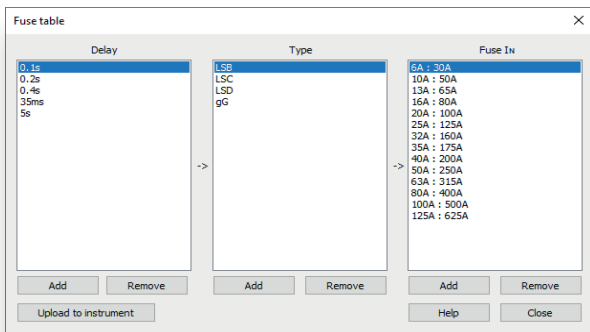 Fuse table
Delay
0.1s
0.2s
0.4s
35ms
5s
Add Remove
Upload to instrument
->
Type
LSB
LSC
LSD
gG
Add Remove
->
Fuse IN
6A : 30A
10A : 50A
13A : 65A
16A : 80A
20A : 100A
25A : 125A
32A : 160A
35A : 175A
40A : 200A
50A : 250A
63A : 315A
80A : 400A
100A : 500A
125A : 625A
Add Remove
Help Close